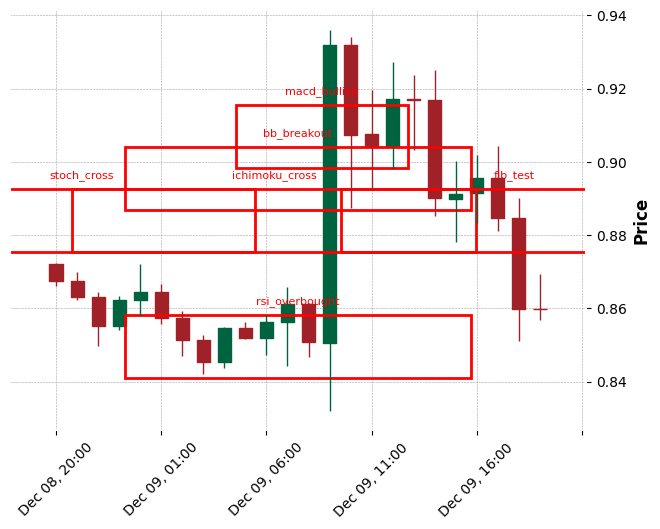 0.94
0.92
0.90
0.88
0.86
0.84
Price
macd_bullish
bb_breakout
stoch_cross
ichimoku_cross
fib_test
rsi_overbought
Dec 08, 20:00
Dec 09, 01:00
Dec 09, 06:00
Dec 09, 11:00
Dec 09, 16:00